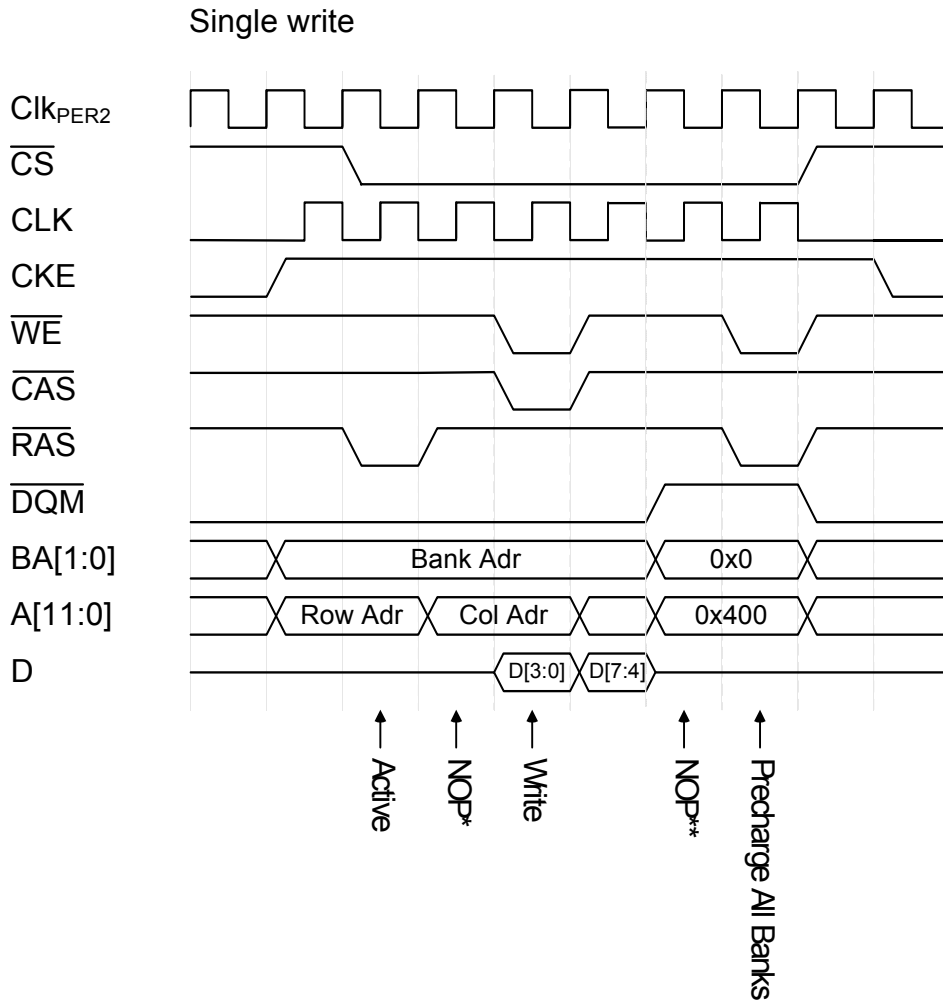 Single write
Clk_PER2
CS
CLK
CKE
WE
CAS
RAS
DQM
BA[1:0] Bank Adr 0x0
A[11:0] Row Adr Col Adr 0x400
D D[3:0] D[7:4]
Active
NOP*
Write
NOP**
Precharge All Banks